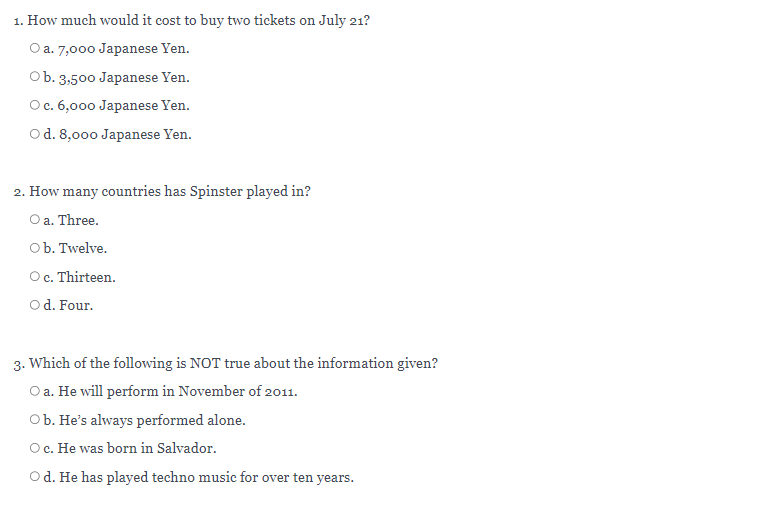 1. How much would it cost to buy two tickets on July 21?
a. 7,000 Japanese Yen.
b. 3,500 Japanese Yen.
c. 6,000 Japanese Yen.
d. 8,000 Japanese Yen.
2. How many countries has Spinster played in?
a. Three.
b. Twelve.
c. Thirteen.
d. Four.
3. Which of the following is NOT true about the information given?
a. He will perform in November of 2011.
b. He’s always performed alone.
c. He was born in Salvador.
d. He has played techno music for over ten years.